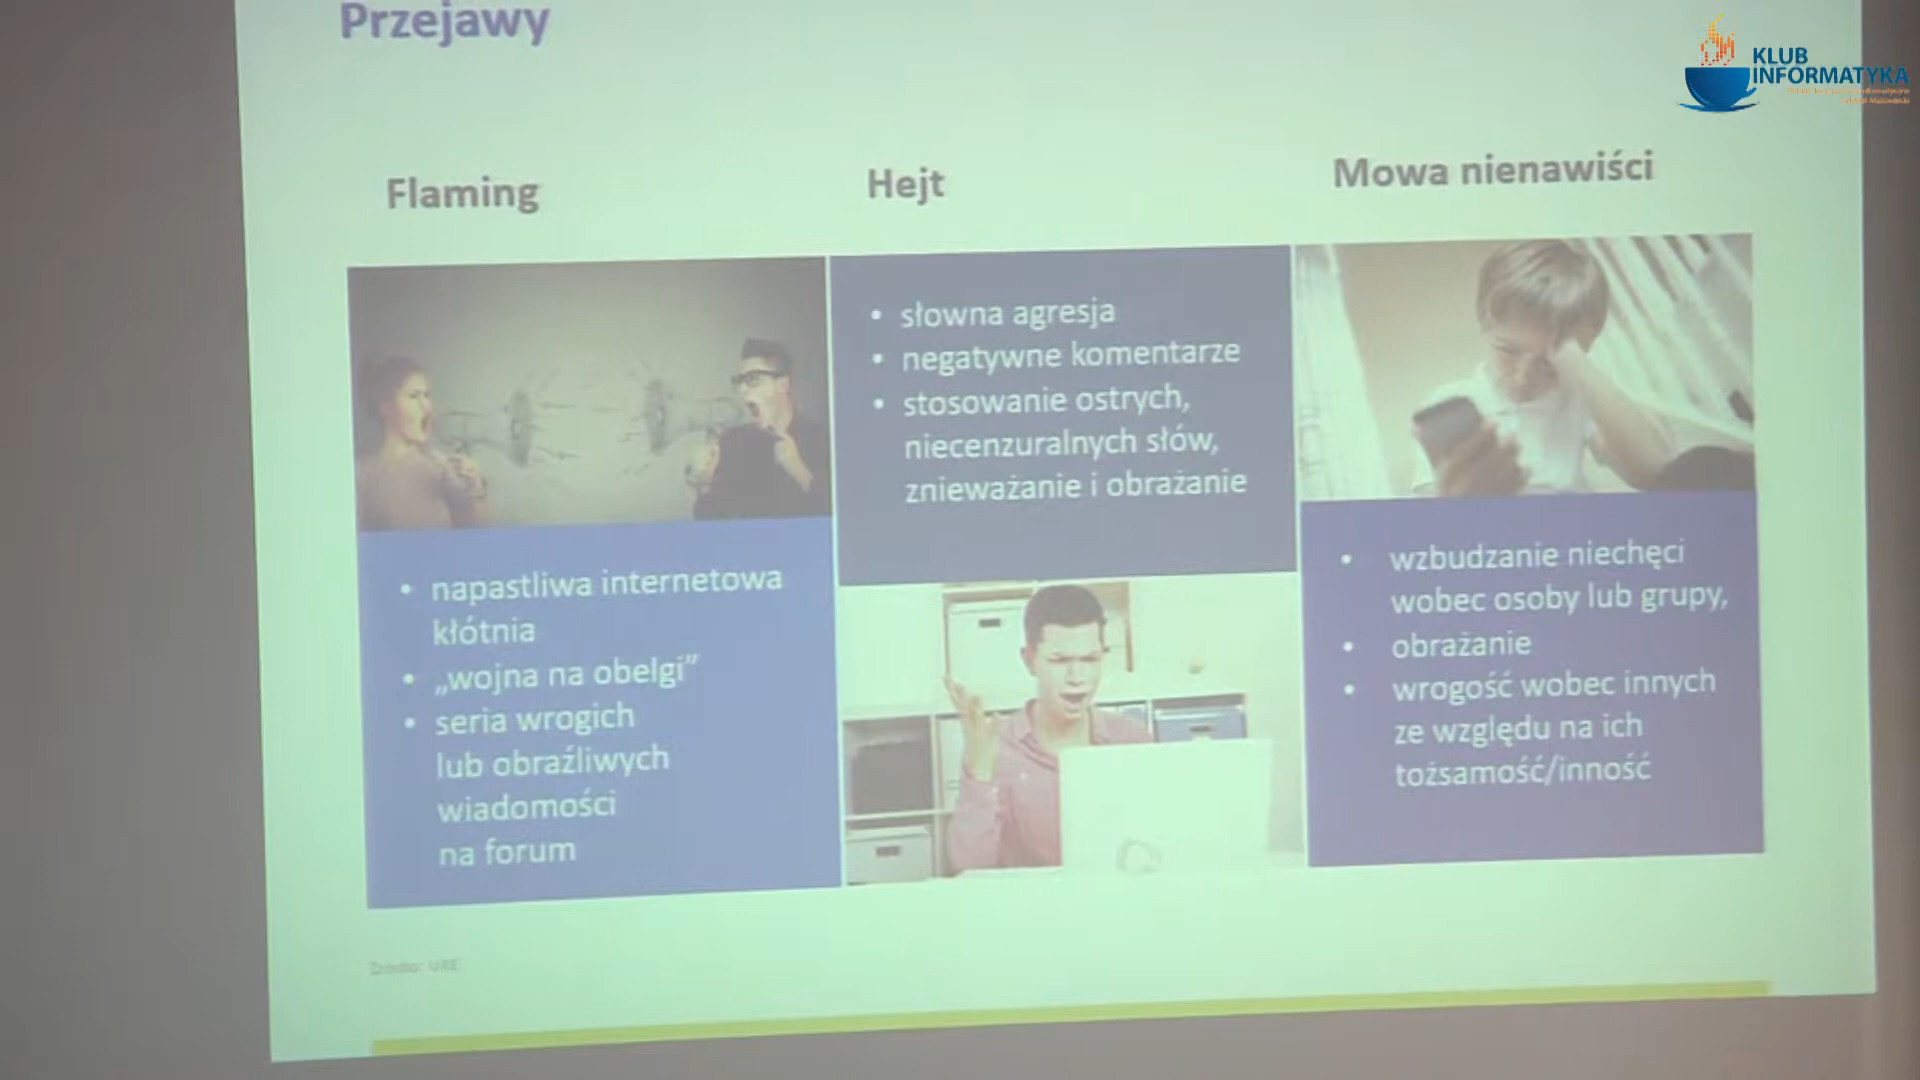 Przejawy
KLUB
INFORMATYKA
Flaming
Hejt
Mowa nienawiści
• napastliwa internetowa
kłótnia
• „wojna na obelgi”
• seria wrogich
lub obraźliwych
wiadomości
na forum
• słowna agresja
• negatywne komentarze
• stosowanie ostrych,
niecenzuralnych słów,
znieważanie i obrażanie
• wzbudzanie niechęci
wobec osoby lub grupy,
• obrażanie
• wrogość wobec innych
ze względu na ich
tożsamość/inność